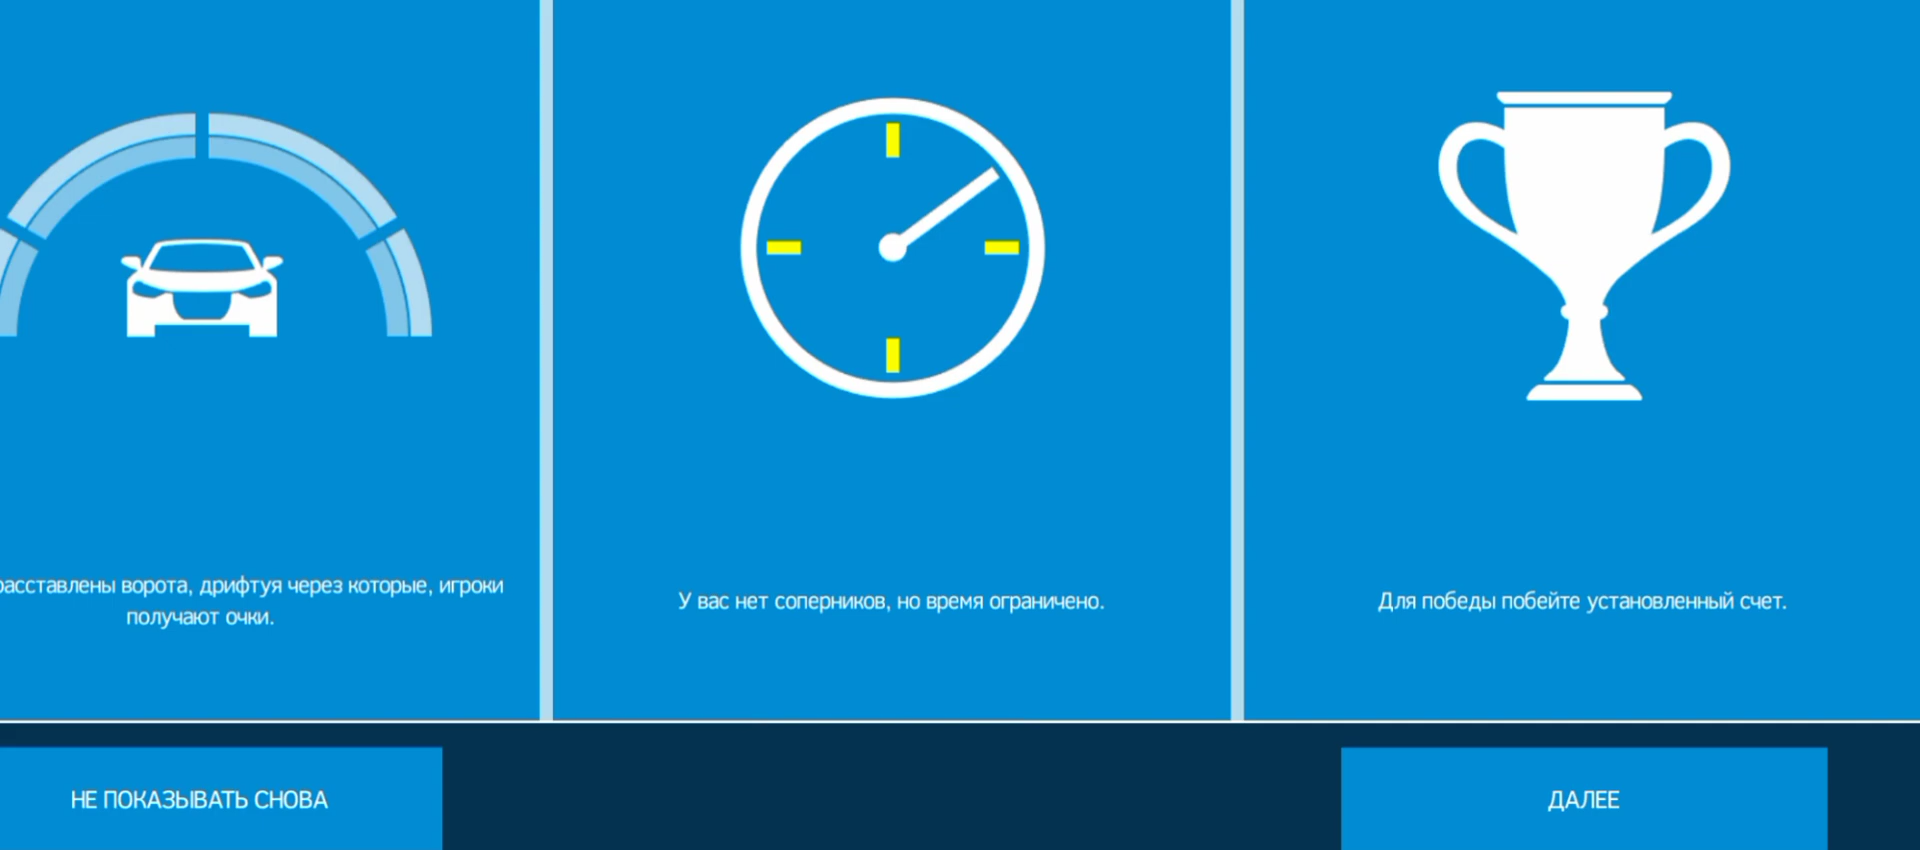 расставлены ворота, дрифтуя через которые, игроки
получают очки.
У вас нет соперников, но время ограничено.
Для победы побейте установленный счет.
НЕ ПОКАЗЫВАТЬ СНОВА
ДАЛЕЕ